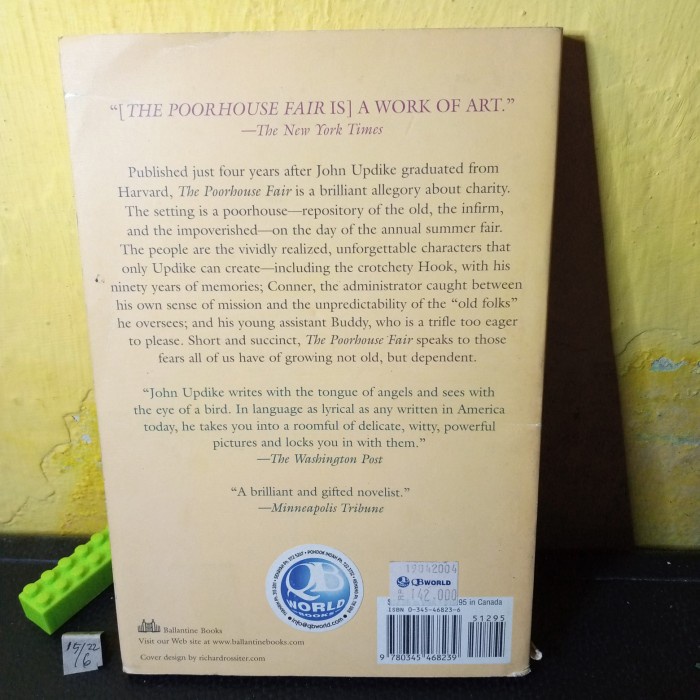 “[THE POORHOUSE FAIR IS] A WORK OF ART.”
—The New York Times
Published just four years after John Updike graduated from
Harvard, The Poorhouse Fair is a brilliant allegory about charity.
The setting is a poorhouse—repository of the old, the infirm,
and the impoverished—on the day of the annual summer fair.
The people are the vividly realized, unforgettable characters that
only Updike can create—including the crotchety Hook, with his
ninety years of memories; Conner, the administrator caught between
his own sense of mission and the unpredictability of the “old folks”
he oversees; and his young assistant Buddy, who is a trifle too eager
to please. Short and succinct, The Poorhouse Fair speaks to those
fears all of us have of growing not old, but dependent.
“John Updike writes with the tongue of angels and sees with
the eye of a bird. In language as lyrical as any written in America
today, he takes you into a roomful of delicate, witty, powerful
pictures and locks you in with them.”
—The Washington Post
“A brilliant and gifted novelist.”
—Minneapolis Tribune
QB
WORLD
BOOKS
info@qbworld.com
19042004
QB WORLD
142.000
95 in Canada
ISBN 0-345-46823-6
51295
9 780345 468239
Ballantine Books
Visit our Web site at www.ballantinebooks.com
Cover design by richardrossiter.com
15/22
6